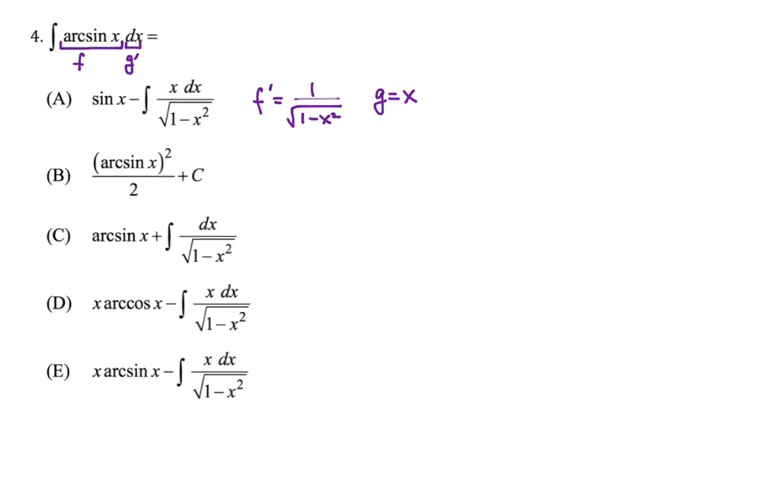 4. ∫ arcsin x dx =
f g'
(A) sin x − ∫ x dx / √(1 − x²) f' = 1 / √(1−x²) g = x
(B) (arcsin x)² / 2 + C
(C) arcsin x + ∫ dx / √(1 − x²)
(D) x arccos x − ∫ x dx / √(1 − x²)
(E) x arcsin x − ∫ x dx / √(1 − x²)